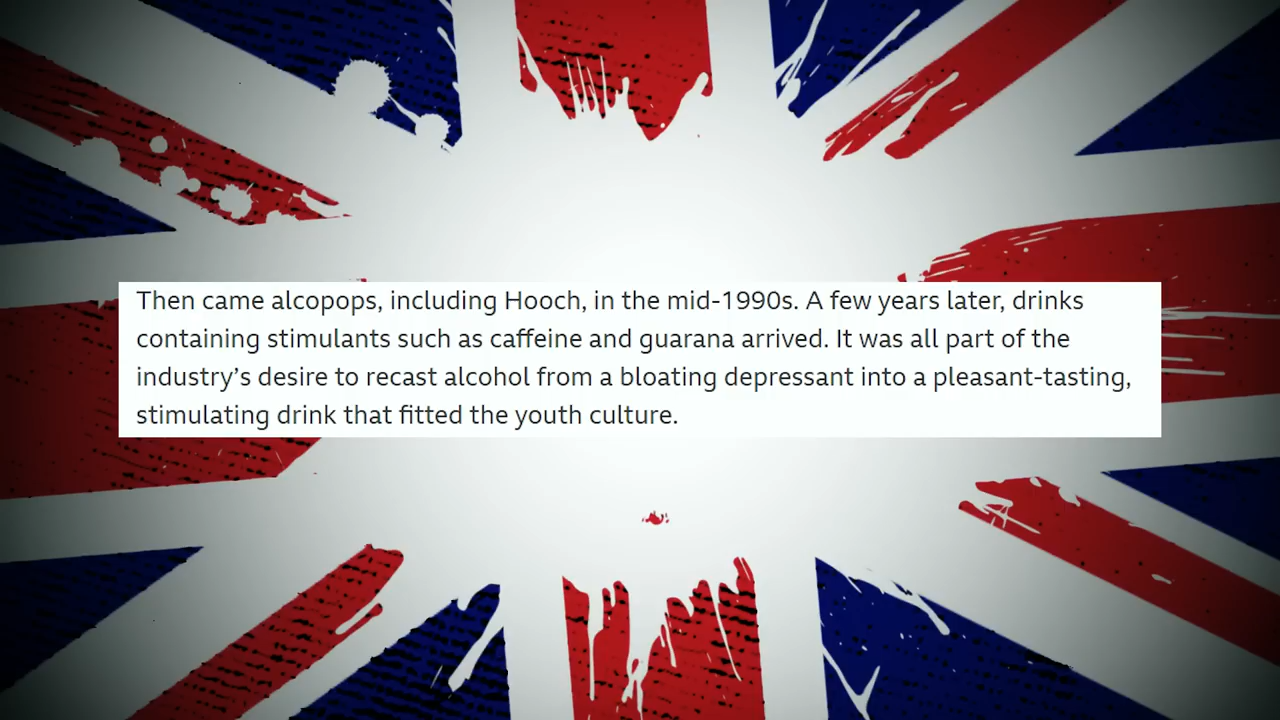 Then came alcopops, including Hooch, in the mid-1990s. A few years later, drinks
containing stimulants such as caffeine and guarana arrived. It was all part of the
industry’s desire to recast alcohol from a bloating depressant into a pleasant-tasting,
stimulating drink that fitted the youth culture.